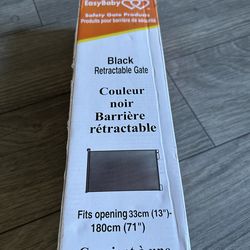 EasyBaby
Safety Gate Products
Produits pour barrière de sécurité
Black
Retractable Gate
Couleur
noir
Barrière
rétractable
Fits opening 33cm (13")-
180cm (71")